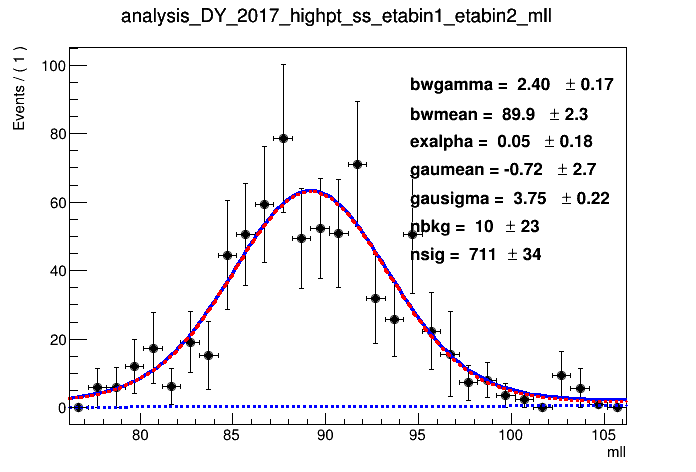 analysis_DY_2017_highpt_ss_etabin1_etabin2_mll
Events / ( 1 )
100
80
60
40
20
0
bwgamma = 2.40 ± 0.17
bwmean = 89.9 ± 2.3
exalpha = 0.05 ± 0.18
gaumean = -0.72 ± 2.7
gausigma = 3.75 ± 0.22
nbkg = 10 ± 23
nsig = 711 ± 34
80 85 90 95 100 105
mll